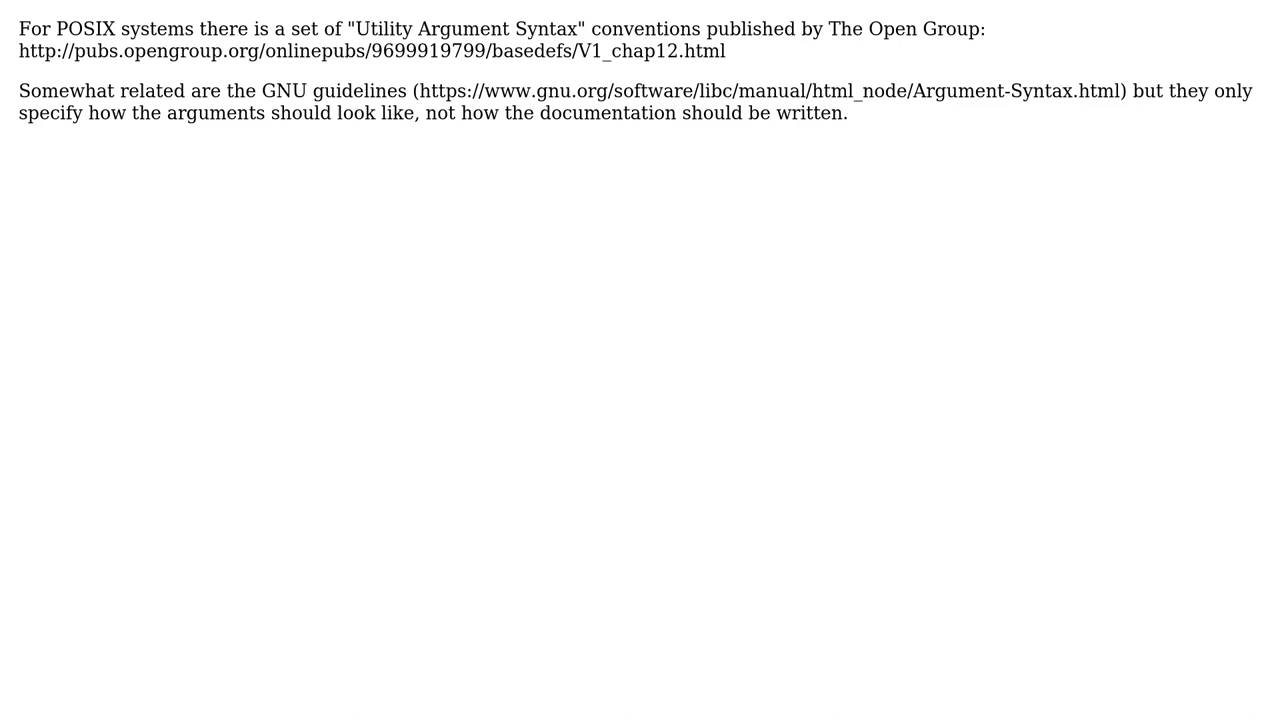 For POSIX systems there is a set of "Utility Argument Syntax" conventions published by The Open Group:
http://pubs.opengroup.org/onlinepubs/9699919799/basedefs/V1_chap12.html
Somewhat related are the GNU guidelines (https://www.gnu.org/software/libc/manual/html_node/Argument-Syntax.html) but they only
specify how the arguments should look like, not how the documentation should be written.